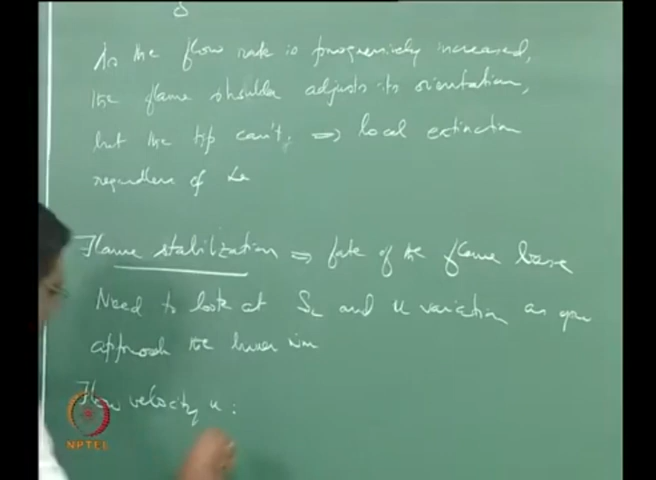 As the flow rate is progressively increased,
the flame shoulder adjusts its orientation,
but the tip can't. ⇒ local extinction
regardless of Le
Flame stabilization ⇒ fate of the flame base
Need to look at S_L and u variation as you
approach the burner rim
Flow velocity u :
NPTEL